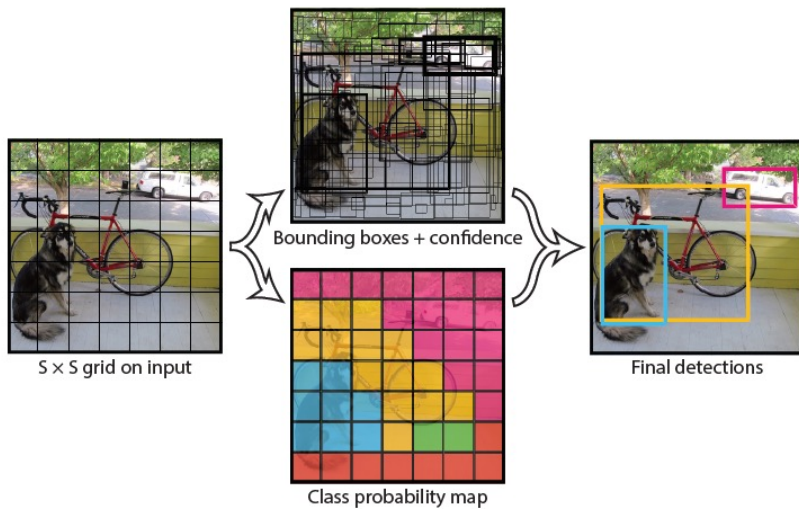 S × S grid on input
Bounding boxes + confidence
Class probability map
Final detections